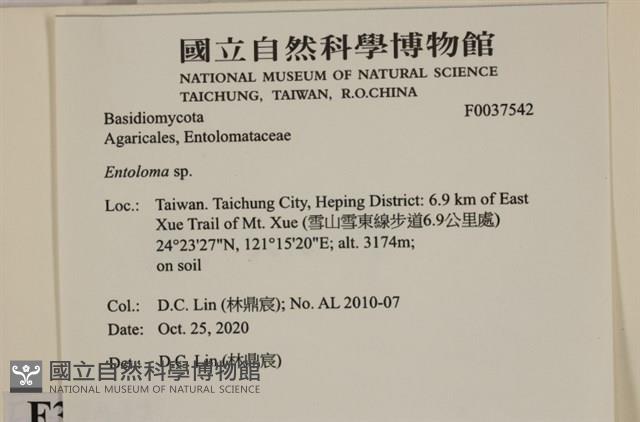 國立自然科學博物館
NATIONAL MUSEUM OF NATURAL SCIENCE
TAICHUNG, TAIWAN, R.O.CHINA
Basidiomycota F0037542
Agaricales, Entolomataceae
Entoloma sp.
Loc.: Taiwan. Taichung City, Heping District: 6.9 km of East
Xue Trail of Mt. Xue (雪山雪東線步道6.9公里處)
24°23'27"N, 121°15'20"E; alt. 3174m;
on soil
Col.: D.C. Lin (林鼎宸); No. AL 2010-07
Date: Oct. 25, 2020
Det.: D.C. Lin (林鼎宸)
國立自然科學博物館
NATIONAL MUSEUM OF NATURAL SCIENCE